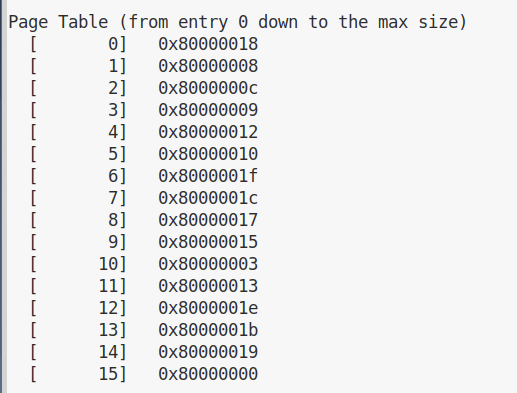 Page Table (from entry 0 down to the max size)
  [       0]   0x80000018
  [       1]   0x80000008
  [       2]   0x8000000c
  [       3]   0x80000009
  [       4]   0x80000012
  [       5]   0x80000010
  [       6]   0x8000001f
  [       7]   0x8000001c
  [       8]   0x80000017
  [       9]   0x80000015
  [      10]   0x80000003
  [      11]   0x80000013
  [      12]   0x8000001e
  [      13]   0x8000001b
  [      14]   0x80000019
  [      15]   0x80000000